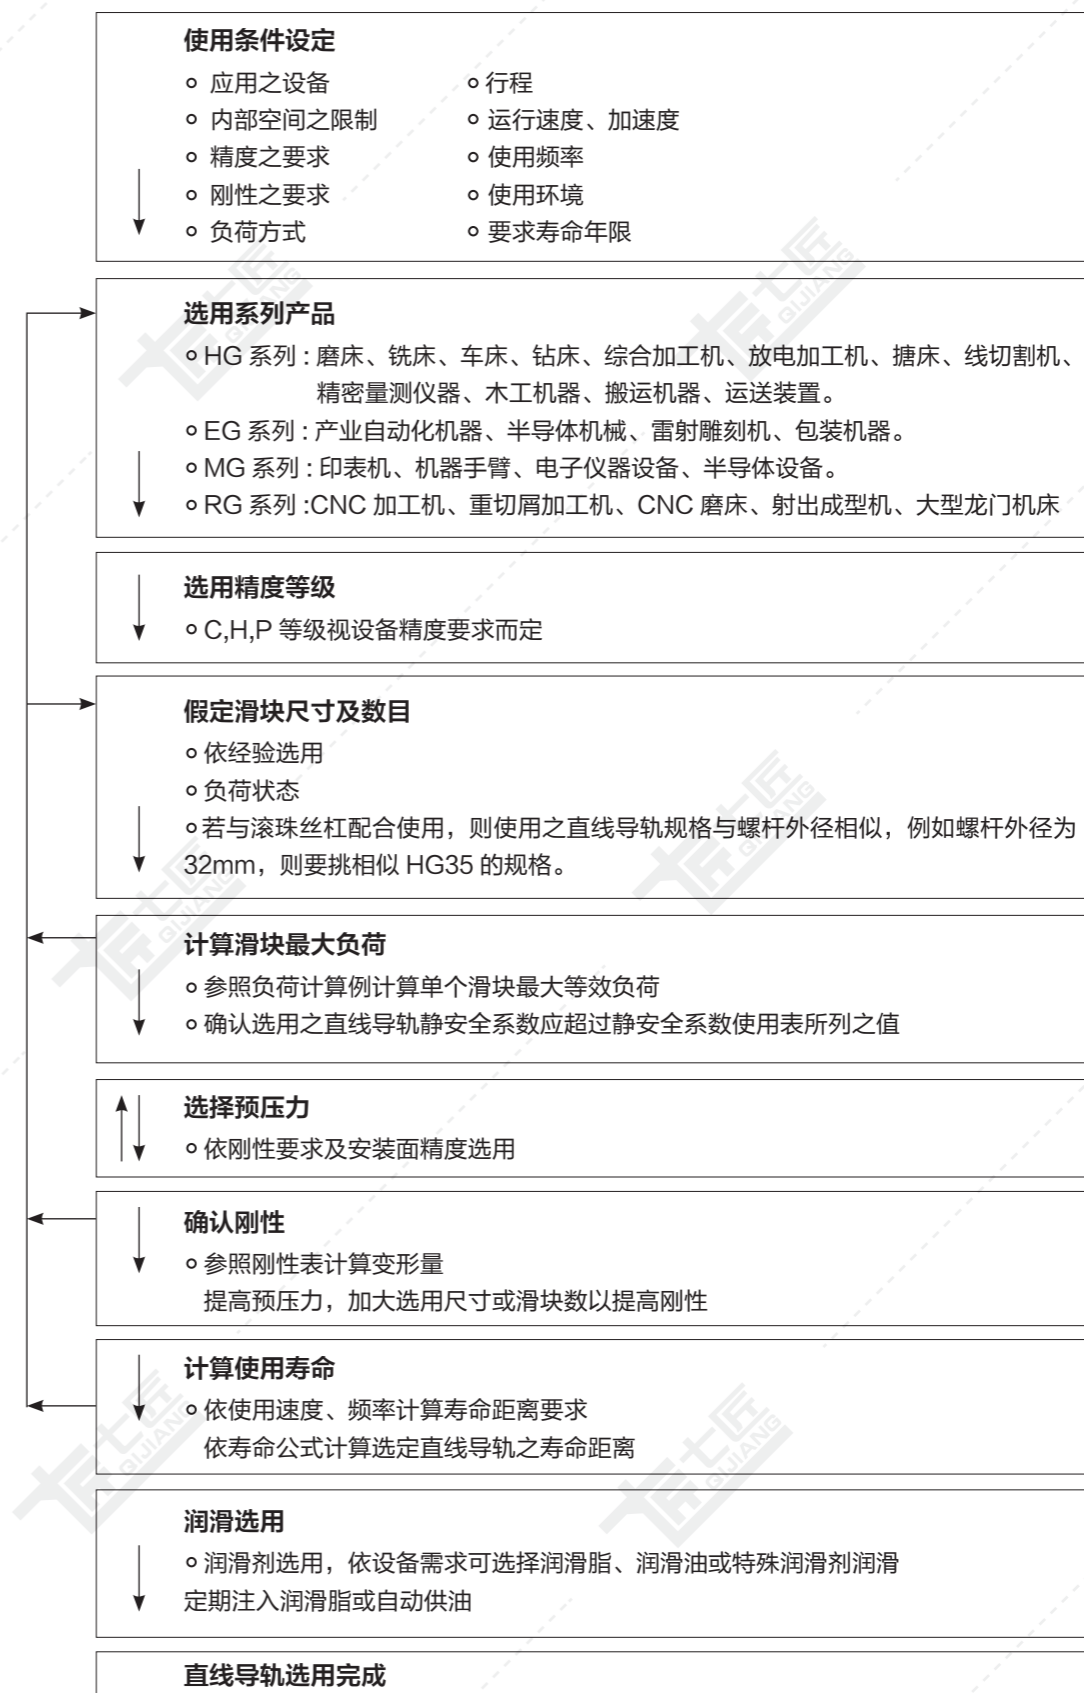 使用条件设定
应用之设备
行程
内部空间之限制
运行速度、加速度
精度之要求
使用频率
刚性之要求
使用环境
负荷方式
要求寿命年限
选用系列产品
HG 系列 : 磨床、铣床、车床、钻床、综合加工机、放电加工机、搪床、线切割机、
精密量测仪器、木工机器、搬运机器、运送装置。
EG 系列 : 产业自动化机器、半导体机械、雷射雕刻机、包装机器。
MG 系列 : 印表机、机器手臂、电子仪器设备、半导体设备。
RG 系列 :CNC 加工机、重切屑加工机、CNC 磨床、射出成型机、大型龙门机床
选用精度等级
C,H,P 等级视设备精度要求而定
假定滑块尺寸及数目
依经验选用
负荷状态
若与滚珠丝杠配合使用，则使用之直线导轨规格与螺杆外径相似，例如螺杆外径为
32mm，则要挑相似 HG35 的规格。
计算滑块最大负荷
参照负荷计算例计算单个滑块最大等效负荷
确认选用之直线导轨静安全系数应超过静安全系数使用表所列之值
选择预压力
依刚性要求及安装面精度选用
确认刚性
参照刚性表计算变形量
提高预压力，加大选用尺寸或滑块数以提高刚性
计算使用寿命
依使用速度、频率计算寿命距离要求
依寿命公式计算选定直线导轨之寿命距离
润滑选用
润滑剂选用，依设备需求可选择润滑脂、润滑油或特殊润滑剂润滑
定期注入润滑脂或自动供油
直线导轨选用完成
七匠
QIJIANG
七匠
QIJIANG
七匠
QIJIANG
七匠
QIJIANG
七匠
QIJIANG
七匠
QIJIANG